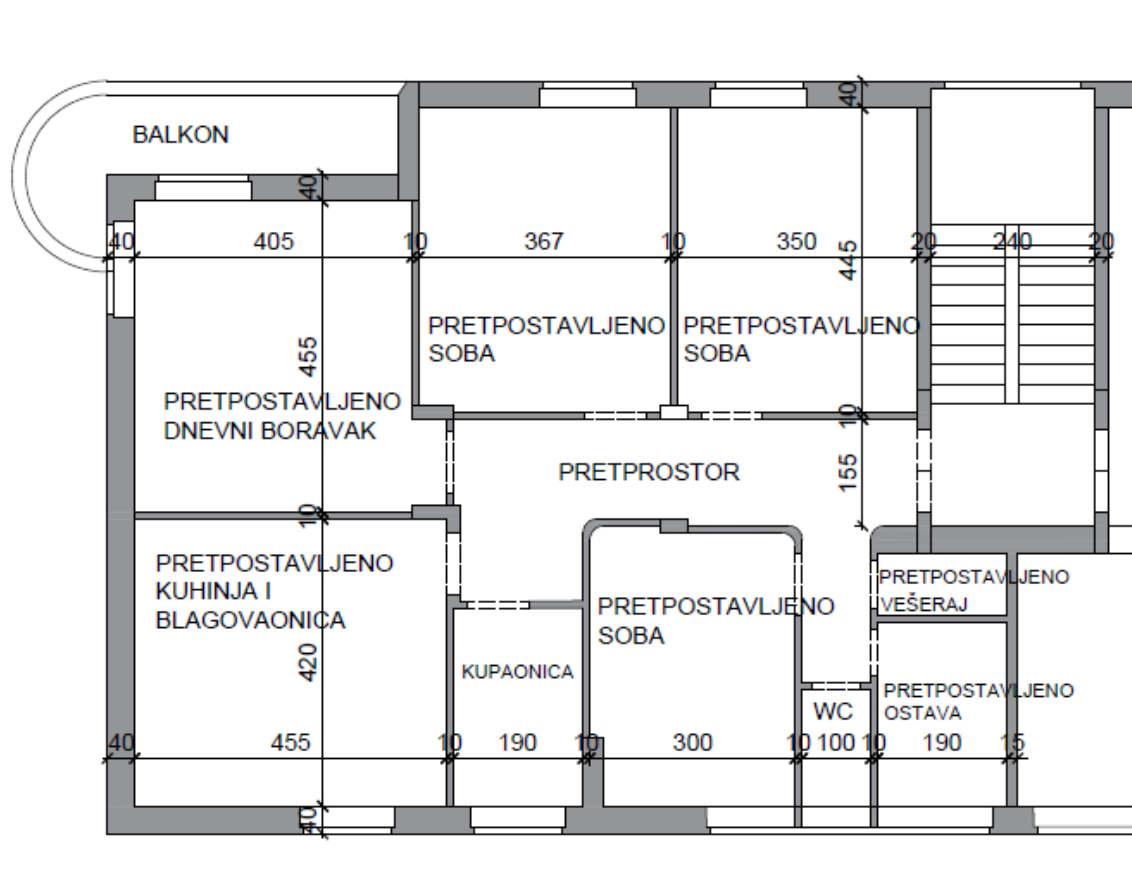 BALKON
40
40
40
405
10
367
10
350
20
240
20
445
PRETPOSTAVLJENO
SOBA
PRETPOSTAVLJENO
SOBA
455
PRETPOSTAVLJENO
DNEVNI BORAVAK
10
155
PRETPROSTOR
10
PRETPOSTAVLJENO
KUHINJA I
BLAGOVAONICA
PRETPOSTAVLJENO
SOBA
PRETPOSTAVLJENO
VEŠERAJ
420
KUPAONICA
WC
PRETPOSTAVLJENO
OSTAVA
40
455
10
190
10
300
10
100
10
190
15
40